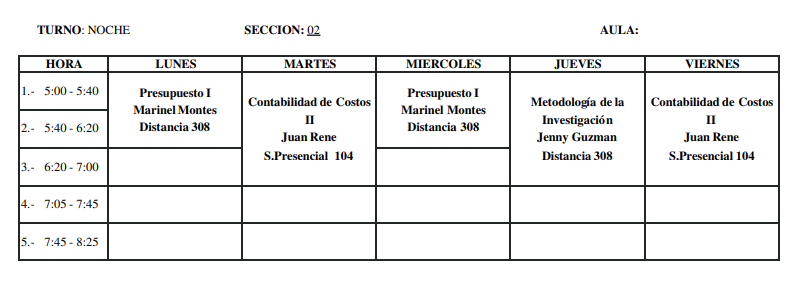 TURNO: NOCHE SECCION: 02 AULA:
HORA LUNES MARTES MIERCOLES JUEVES VIERNES
1.- 5:00 - 5:40
2.- 5:40 - 6:20
3.- 6:20 - 7:00
4.- 7:05 - 7:45
5.- 7:45 - 8:25
Presupuesto I
Marinel Montes
Distancia 308
Contabilidad de Costos
II
Juan Rene
S.Presencial 104
Presupuesto I
Marinel Montes
Distancia 308
Metodología de la
Investigación
Jenny Guzman
Distancia 308
Contabilidad de Costos
II
Juan Rene
S.Presencial 104